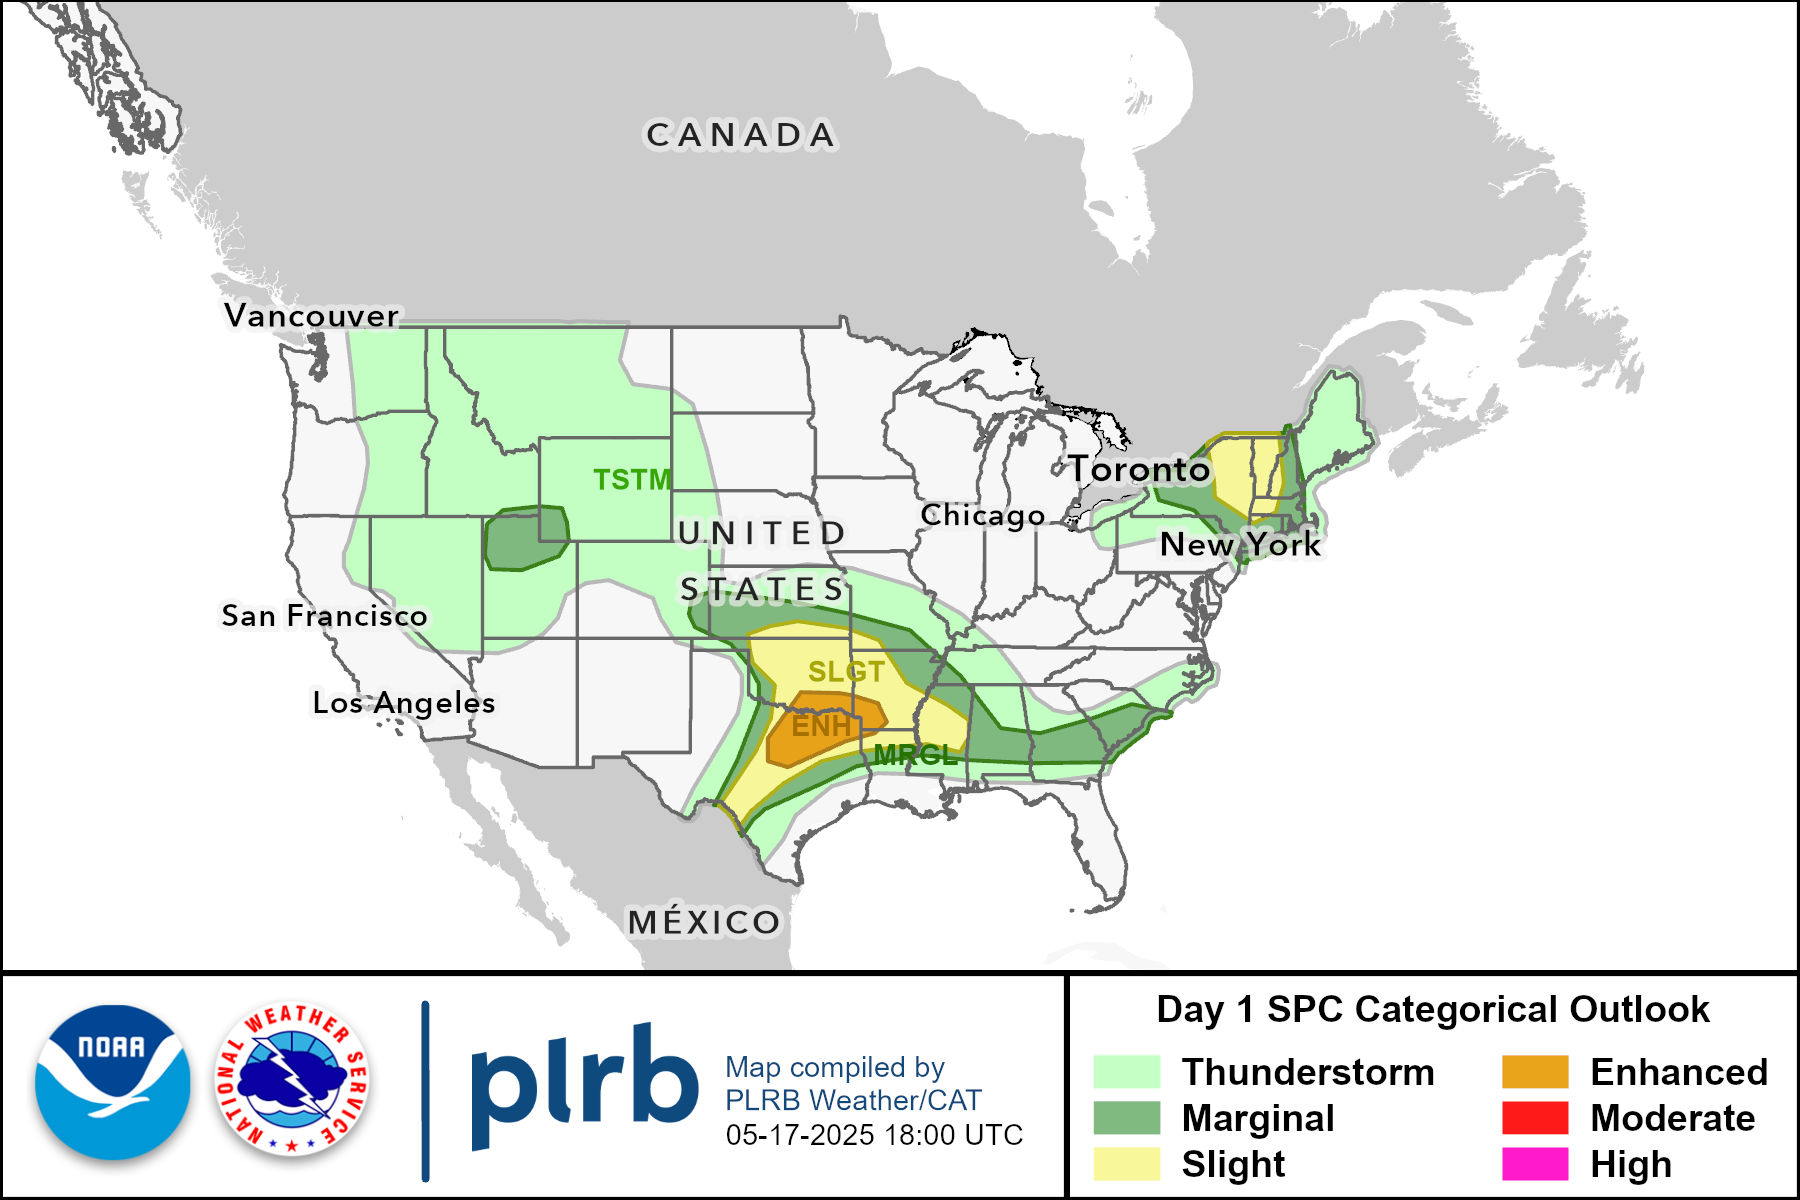 CANADA
Vancouver
Toronto
TSTM
Chicago
UNITED
New York
STATES
San Francisco
SLGT
Los Angeles
ENH
MRGL
MÉXICO
NOAA
NATIONAL WEATHER SERVICE
plrb
Map compiled by
PLRB Weather/CAT
05-17-2025 18:00 UTC
Day 1 SPC Categorical Outlook
Thunderstorm
Enhanced
Marginal
Moderate
Slight
High